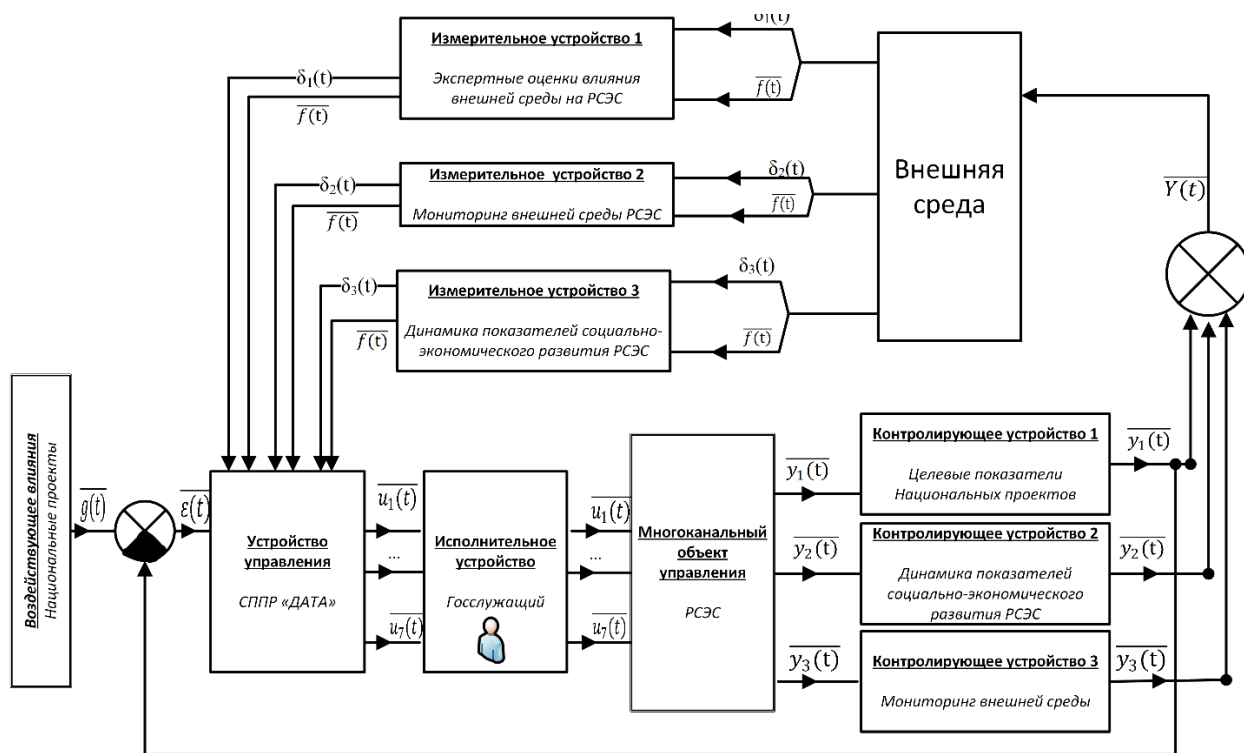 δ₁(t)
Измерительное устройство 1
Экспертные оценки влияния
внешней среды на РСЭС
δ₁(t)
f(t)
f(t)
Измерительное устройство 2
Мониторинг внешней среды РСЭС
δ₂(t)
f(t)
δ₂(t)
f(t)
Измерительное устройство 3
Динамика показателей социально-
экономического развития РСЭС
δ₃(t)
f(t)
δ₃(t)
f(t)
Внешняя
среда
Y(t)
Воздействующее влияния
Национальные проекты
g(t)
ε(t)
Устройство
управления
СППР «ДАТА»
u₁(t)
...
u₇(t)
Исполнительное
устройство
Госслужащий
u₁(t)
...
u₇(t)
Многоканальный
объект
управления
РСЭС
y₁(t)
y₂(t)
y₃(t)
Контролирующее устройство 1
Целевые показатели
Национальных проектов
y₁(t)
Контролирующее устройство 2
Динамика показателей
социально-экономического
развития РСЭС
y₂(t)
Контролирующее устройство 3
Мониторинг внешней среды
y₃(t)